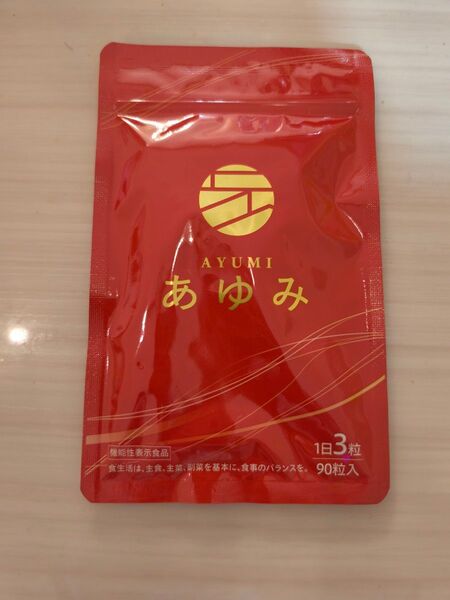 AYUMI
あゆみ
機能性表示食品
1日3粒
食生活は、主食、主菜、副菜を基本に、食事のバランスを。
90粒入